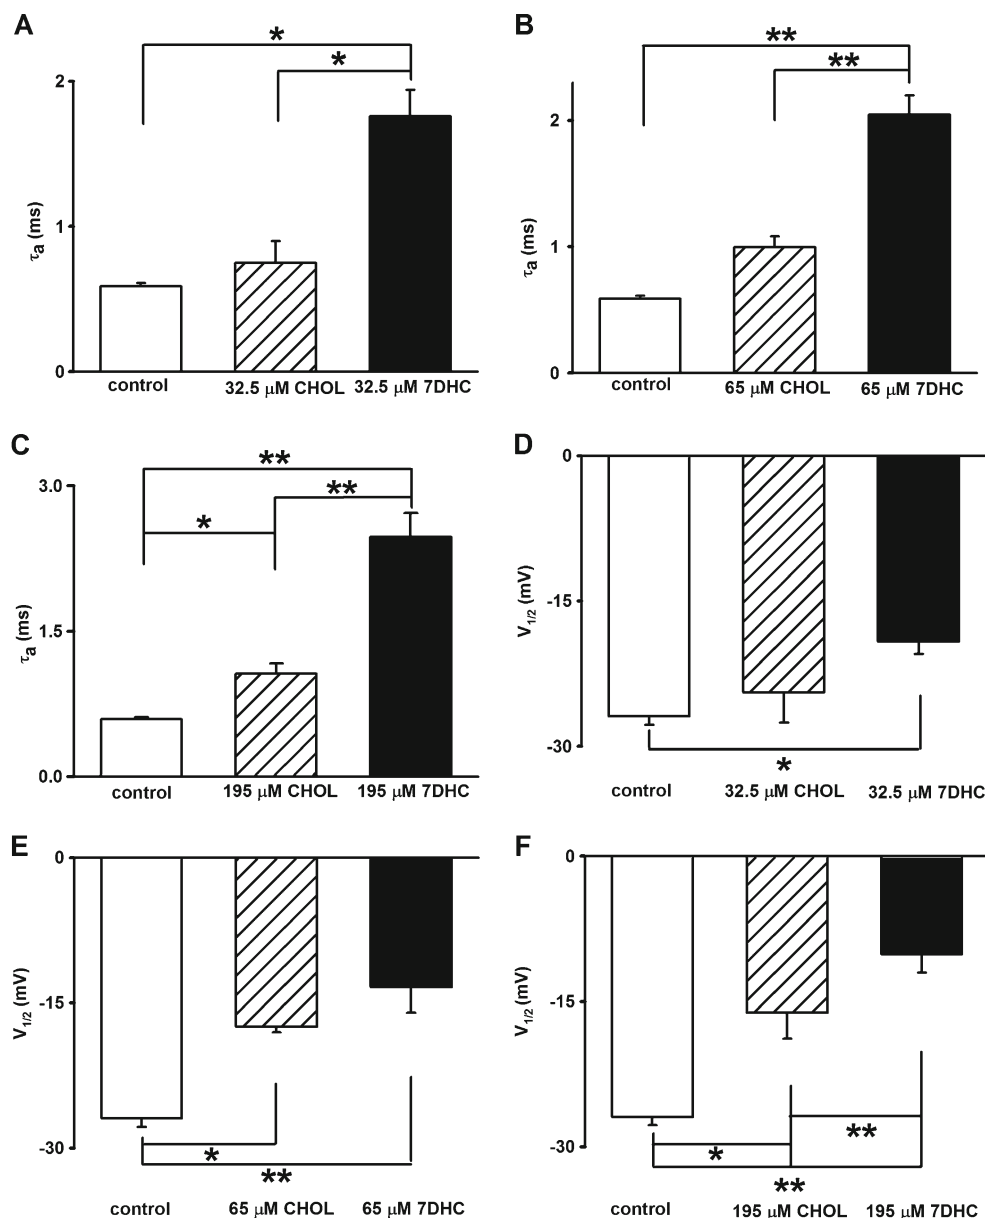 A
*
*
2
1
0
τa (ms)
control
32.5 μM CHOL
32.5 μM 7DHC
B
**
**
2
1
0
τa (ms)
control
65 μM CHOL
65 μM 7DHC
C
**
**
*
3.0
1.5
0.0
τa (ms)
control
195 μM CHOL
195 μM 7DHC
D
0
-15
-30
V1/2 (mV)
*
control
32.5 μM CHOL
32.5 μM 7DHC
E
0
-15
-30
V1/2 (mV)
*
**
control
65 μM CHOL
65 μM 7DHC
F
0
-15
-30
V1/2 (mV)
**
*
**
control
195 μM CHOL
195 μM 7DHC